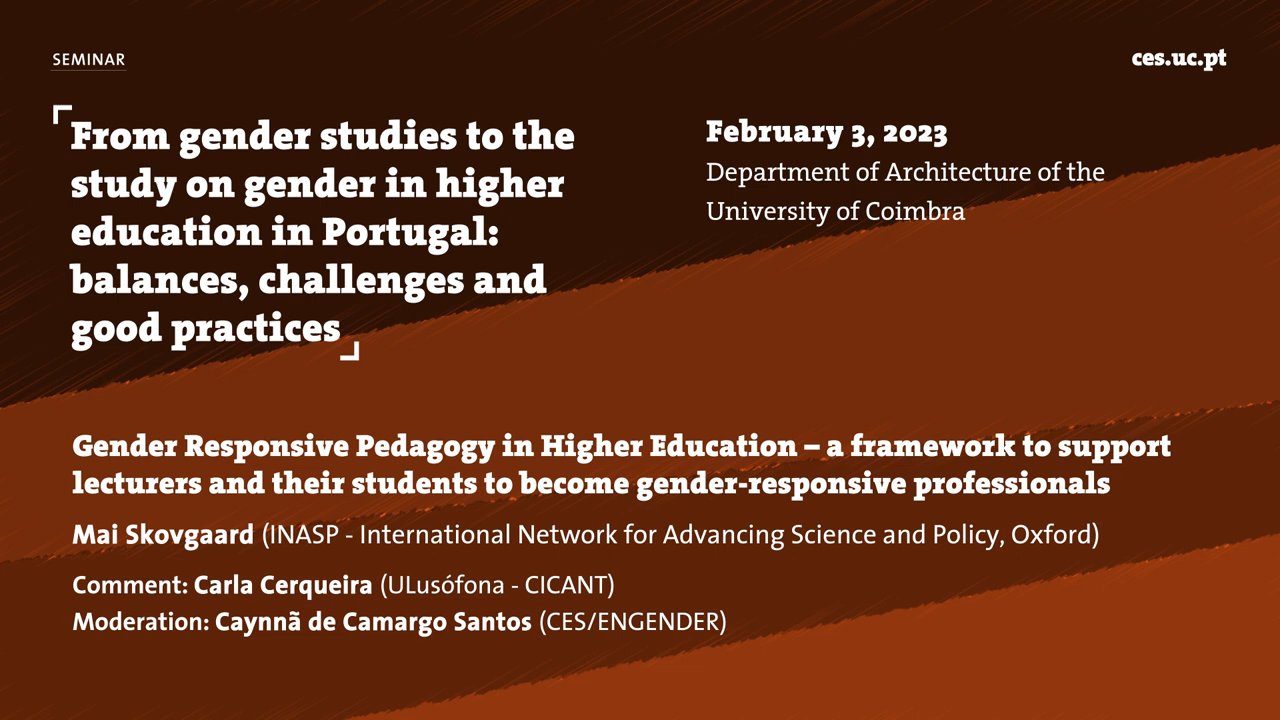 SEMINAR
ces.uc.pt
From gender studies to the
study on gender in higher
education in Portugal:
balances, challenges and
good practices
February 3, 2023
Department of Architecture of the
University of Coimbra
Gender Responsive Pedagogy in Higher Education – a framework to support
lecturers and their students to become gender-responsive professionals
Mai Skovgaard (INASP - International Network for Advancing Science and Policy, Oxford)
Comment: Carla Cerqueira (ULusófona - CICANT)
Moderation: Caynnã de Camargo Santos (CES/ENGENDER)